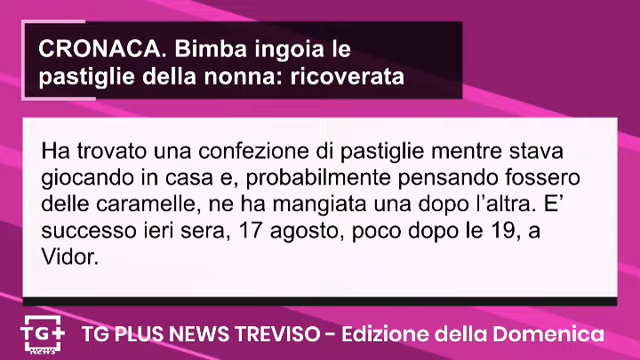 CRONACA. Bimba ingoia le
pastiglie della nonna: ricoverata
Ha trovato una confezione di pastiglie mentre stava
giocando in casa e, probabilmente pensando fossero
delle caramelle, ne ha mangiata una dopo l'altra. E'
successo ieri sera, 17 agosto, poco dopo le 19, a
Vidor.
TG+
NEWS
TG PLUS NEWS TREVISO - Edizione della Domenica